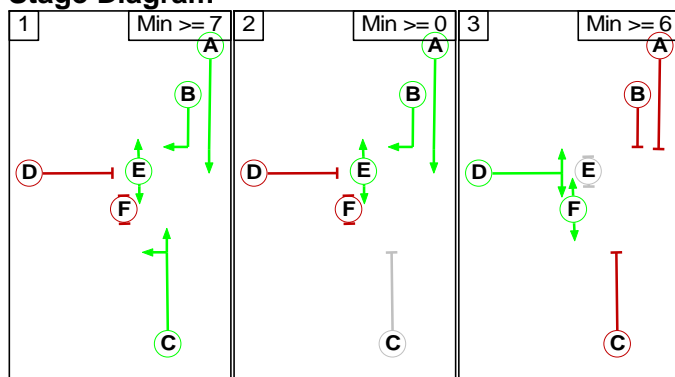 Stage Diagram
1 Min >= 7 2 Min >= 0 3 Min >= 6
A A A
B B B
D E D E D E
F F F
C C C